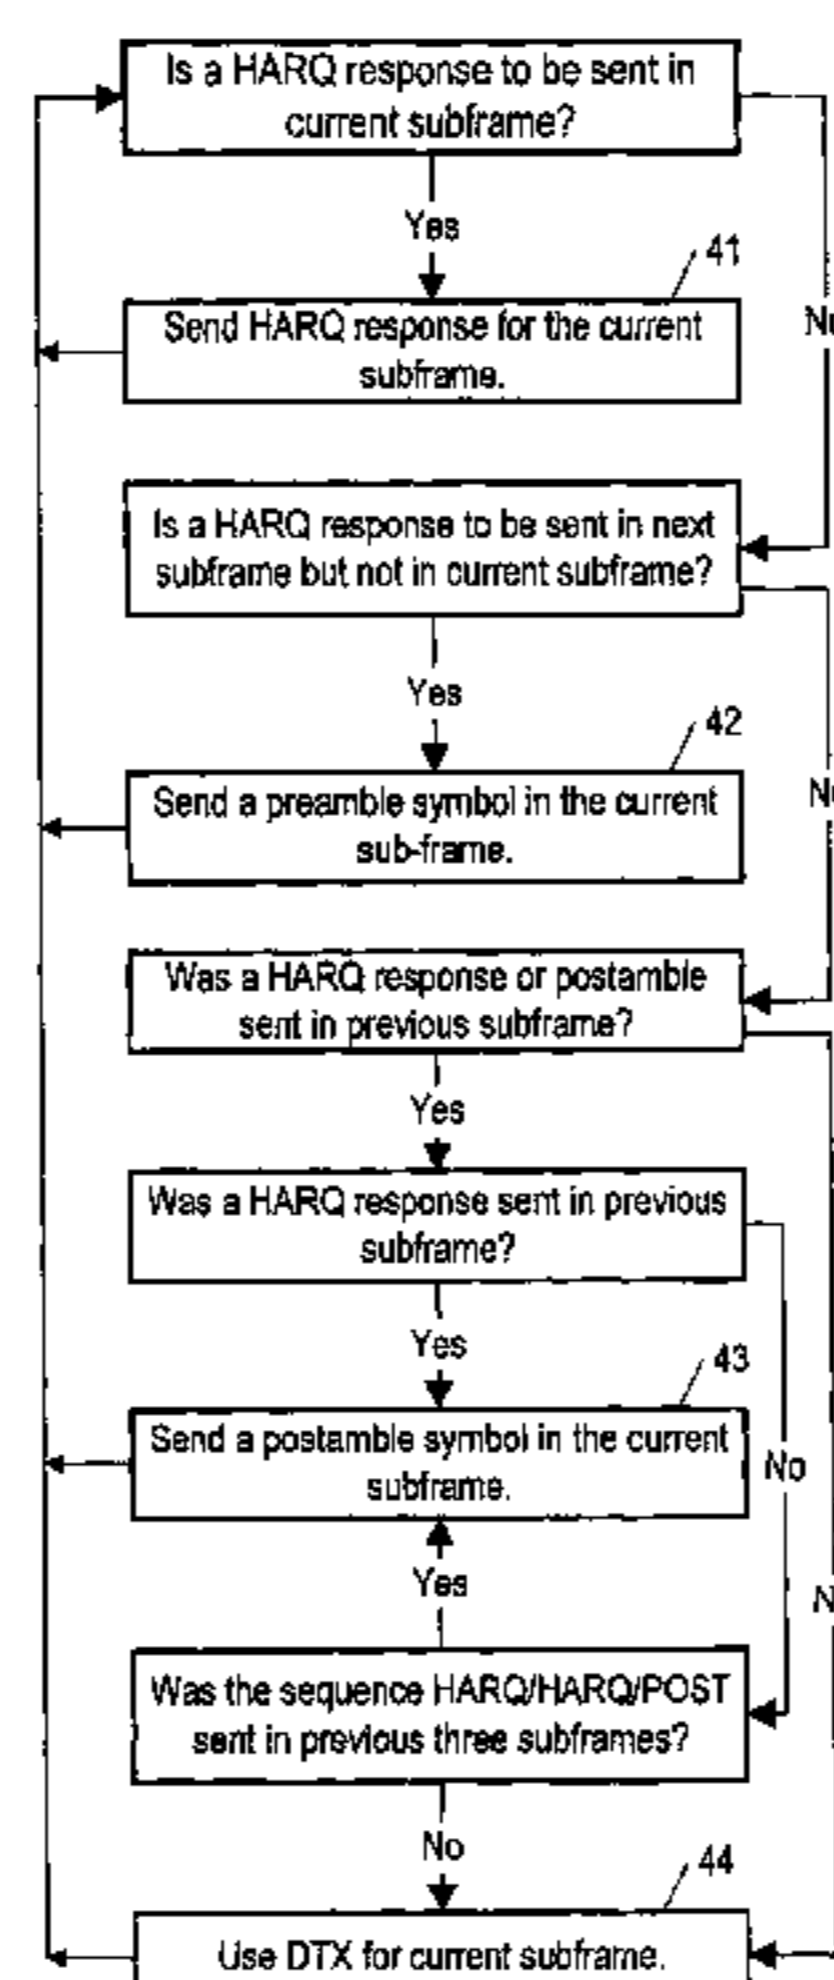 Is a HARQ response to be sent in
current subframe?
Yes
41
Send HARQ response for the current
subframe.
Is a HARQ response to be sent in next
subframe but not in current subframe?
Yes
42
Send a preamble symbol in the current
sub-frame.
Was a HARQ response or postamble
sent in previous subframe?
Yes
Was a HARQ response sent in previous
subframe?
Yes
43
Send a postamble symbol in the current
subframe.
No
Yes
Was the sequence HARQ/HARQ/POST
sent in previous three subframes?
No
44
Use DTX for current subframe.